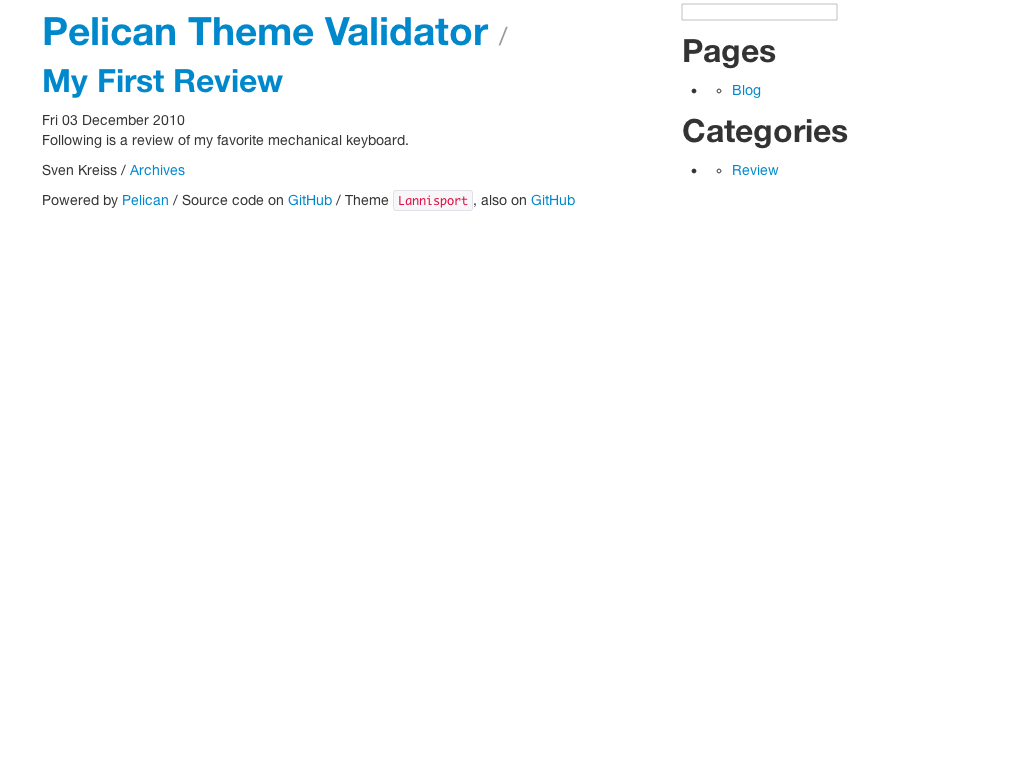 Pelican Theme Validator /
My First Review
Fri 03 December 2010
Following is a review of my favorite mechanical keyboard.
Sven Kreiss / Archives
Powered by Pelican / Source code on GitHub / Theme Lannisport, also on GitHub
Pages
Blog
Categories
Review